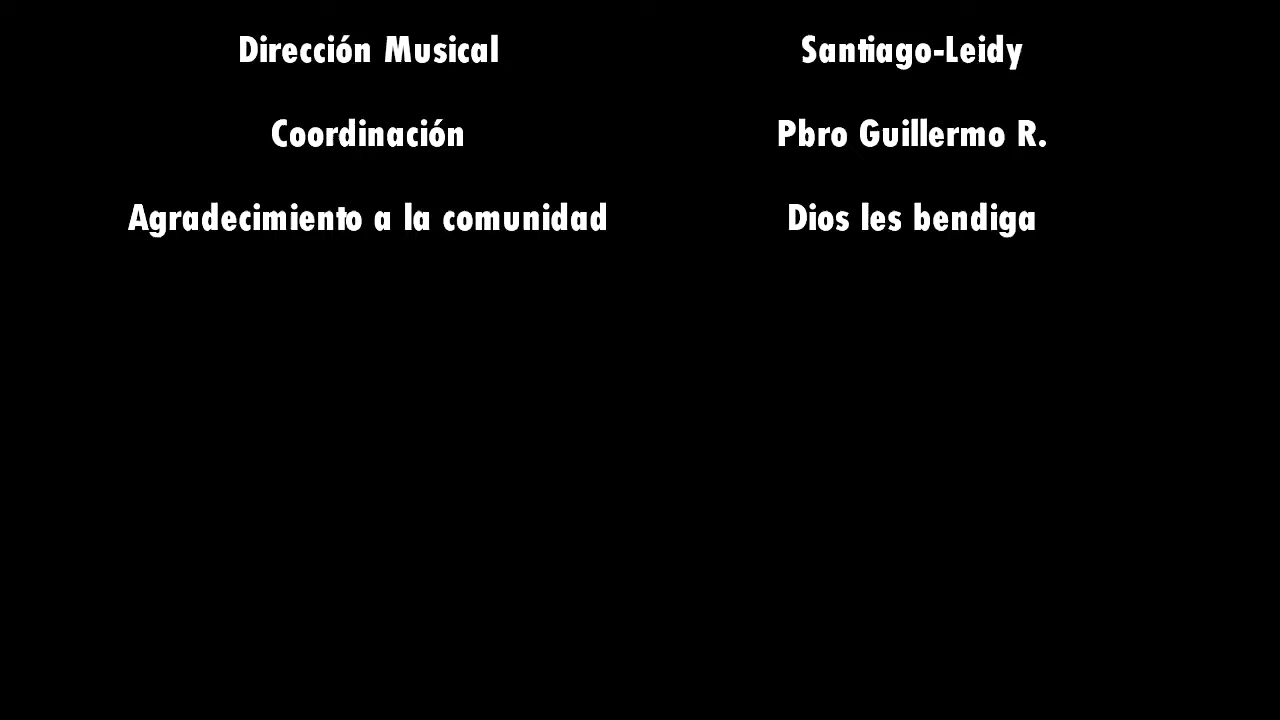 Dirección Musical Santiago-Leidy
Coordinación Pbro Guillermo R.
Agradecimiento a la comunidad Dios les bendiga